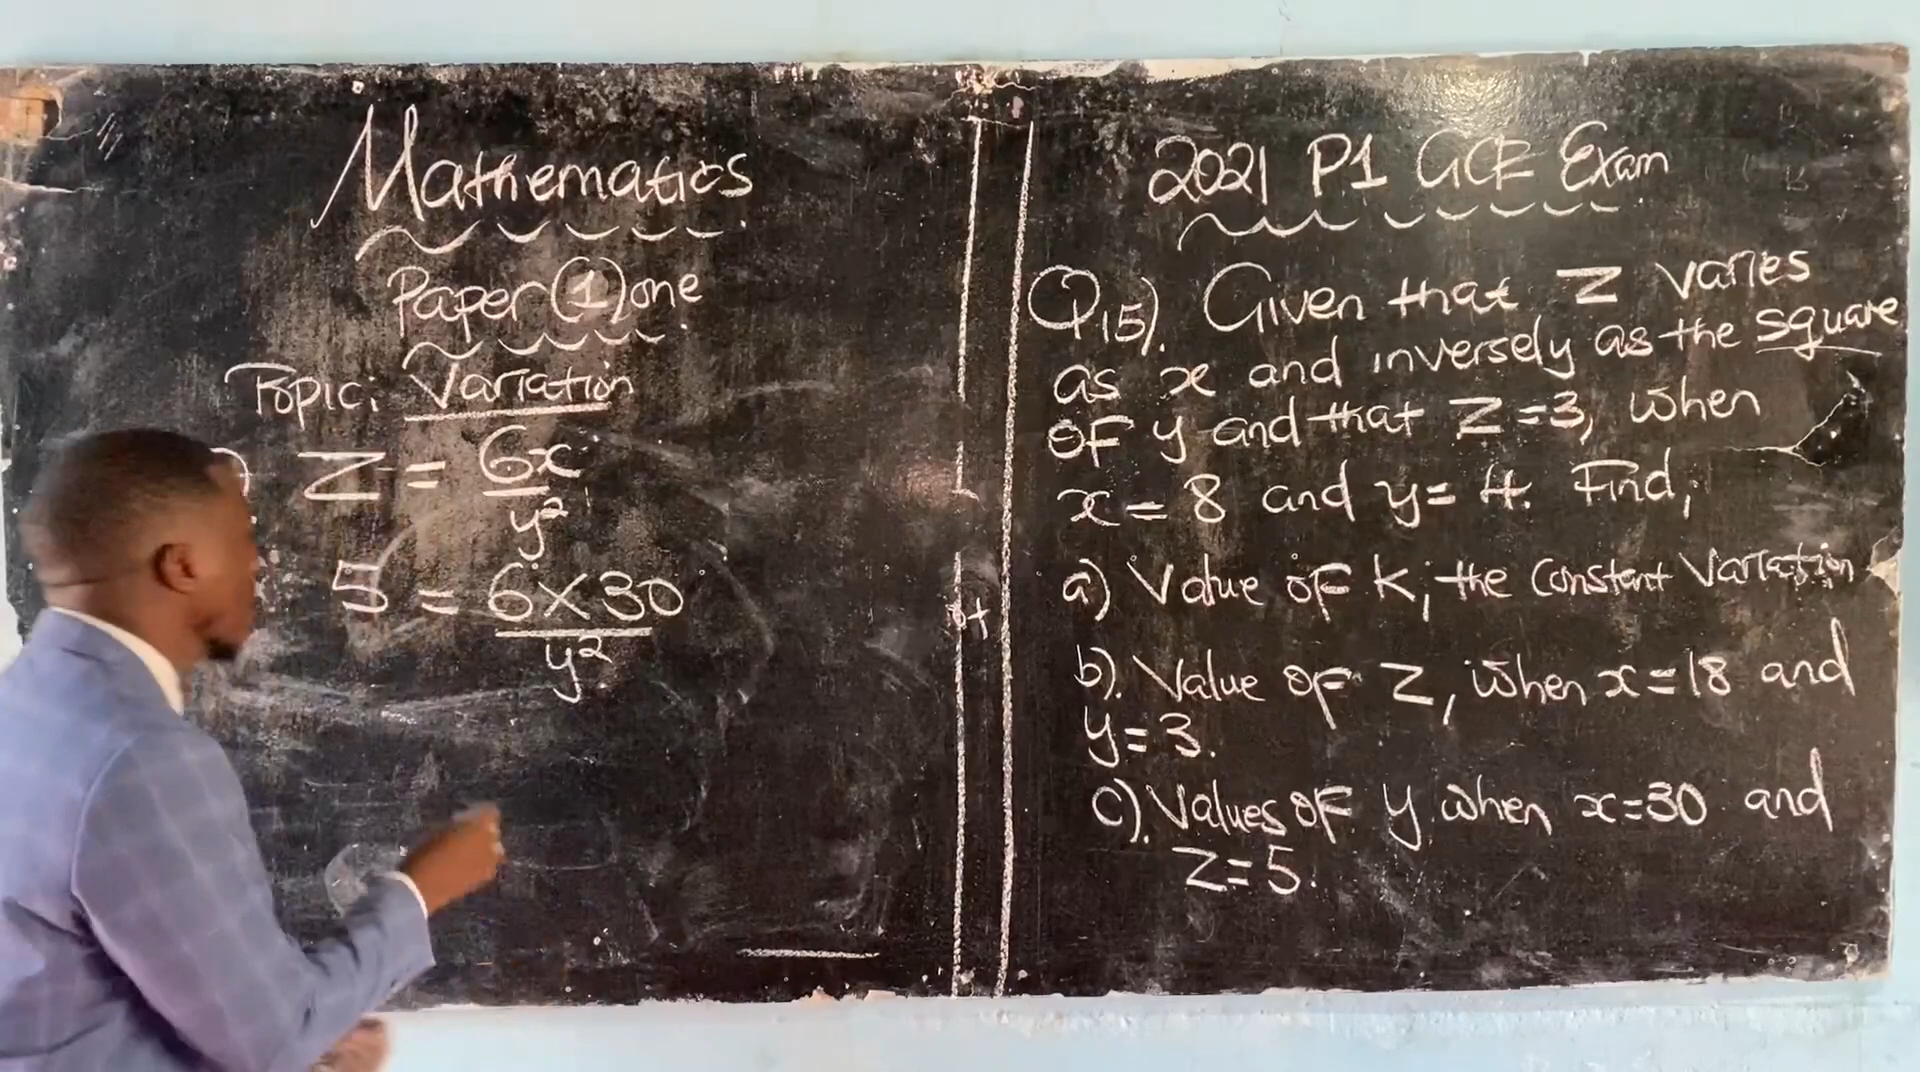 Mathematics
Paper (1) one
Topic: Variation
Z = 6x
y²
5 = 6×30
y²
2021 P1 GCE Exam
Q15). Given that Z varies
as x and inversely as the square
of y and that Z=3, when
x = 8 and y = 4. Find;
a) Value of K; the constant Variation
b). Value of Z, when x=18 and
y=3.
c). Values of y when x=30 and
Z=5.